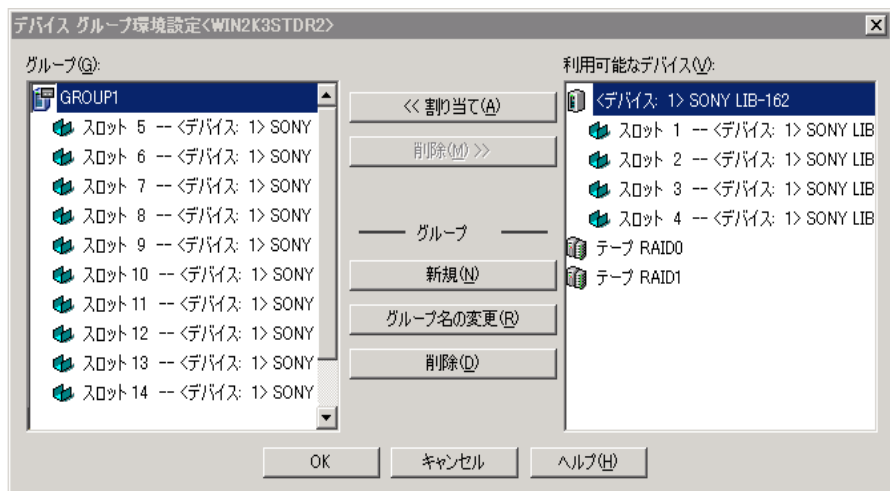 デバイス グループ環境設定<WIN2K3STDR2>
グループ(G):
GROUP1
スロット 5 -- <デバイス: 1> SONY
スロット 6 -- <デバイス: 1> SONY
スロット 7 -- <デバイス: 1> SONY
スロット 8 -- <デバイス: 1> SONY
スロット 9 -- <デバイス: 1> SONY
スロット 10 -- <デバイス: 1> SONY
スロット 11 -- <デバイス: 1> SONY
スロット 12 -- <デバイス: 1> SONY
スロット 13 -- <デバイス: 1> SONY
スロット 14 -- <デバイス: 1> SONY
<< 割り当て(A)
削除(M) >>
グループ
新規(N)
グループ名の変更(R)
削除(D)
利用可能なデバイス(V):
<デバイス: 1> SONY LIB-162
スロット 1 -- <デバイス: 1> SONY LIB
スロット 2 -- <デバイス: 1> SONY LIB
スロット 3 -- <デバイス: 1> SONY LIB
スロット 4 -- <デバイス: 1> SONY LIB
テープ RAID0
テープ RAID1
OK
キャンセル
ヘルプ(H)